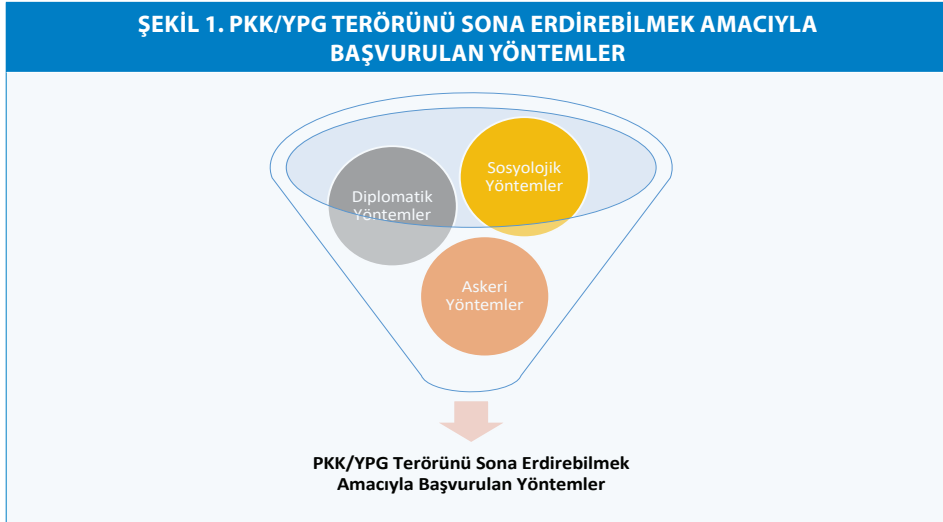 ŞEKİL 1. PKK/YPG TERÖRÜNÜ SONA ERDİREBİLMEK AMACIYLA
BAŞVURULAN YÖNTEMLER
Sosyolojik
Yöntemler
Diplomatik
Yöntemler
Askeri
Yöntemler
PKK/YPG Terörünü Sona Erdirebilmek
Amacıyla Başvurulan Yöntemler